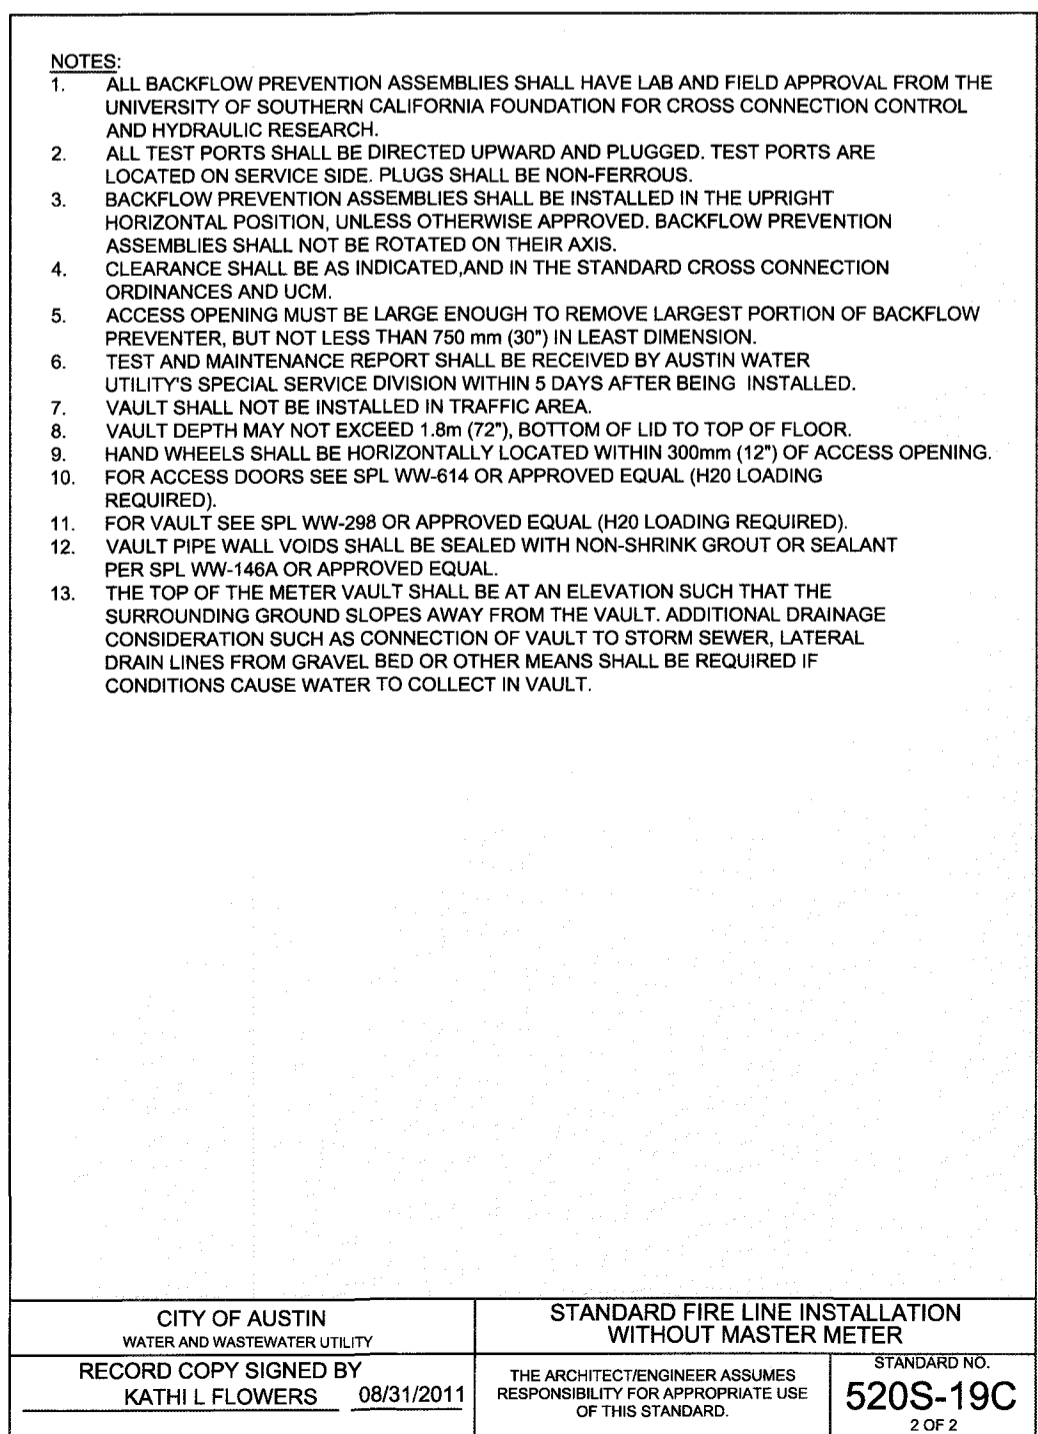 NOTES:
1. ALL BACKFLOW PREVENTION ASSEMBLIES SHALL HAVE LAB AND FIELD APPROVAL FROM THE
UNIVERSITY OF SOUTHERN CALIFORNIA FOUNDATION FOR CROSS CONNECTION CONTROL
AND HYDRAULIC RESEARCH.
2. ALL TEST PORTS SHALL BE DIRECTED UPWARD AND PLUGGED. TEST PORTS ARE
LOCATED ON SERVICE SIDE. PLUGS SHALL BE NON-FERROUS.
3. BACKFLOW PREVENTION ASSEMBLIES SHALL BE INSTALLED IN THE UPRIGHT
HORIZONTAL POSITION, UNLESS OTHERWISE APPROVED. BACKFLOW PREVENTION
ASSEMBLIES SHALL NOT BE ROTATED ON THEIR AXIS.
4. CLEARANCE SHALL BE AS INDICATED,AND IN THE STANDARD CROSS CONNECTION
ORDINANCES AND UCM.
5. ACCESS OPENING MUST BE LARGE ENOUGH TO REMOVE LARGEST PORTION OF BACKFLOW
PREVENTER, BUT NOT LESS THAN 750 mm (30") IN LEAST DIMENSION.
6. TEST AND MAINTENANCE REPORT SHALL BE RECEIVED BY AUSTIN WATER
UTILITY'S SPECIAL SERVICE DIVISION WITHIN 5 DAYS AFTER BEING INSTALLED.
7. VAULT SHALL NOT BE INSTALLED IN TRAFFIC AREA.
8. VAULT DEPTH MAY NOT EXCEED 1.8m (72"), BOTTOM OF LID TO TOP OF FLOOR.
9. HAND WHEELS SHALL BE HORIZONTALLY LOCATED WITHIN 300mm (12") OF ACCESS OPENING.
10. FOR ACCESS DOORS SEE SPL WW-614 OR APPROVED EQUAL (H20 LOADING
REQUIRED).
11. FOR VAULT SEE SPL WW-298 OR APPROVED EQUAL (H20 LOADING REQUIRED).
12. VAULT PIPE WALL VOIDS SHALL BE SEALED WITH NON-SHRINK GROUT OR SEALANT
PER SPL WW-146A OR APPROVED EQUAL.
13. THE TOP OF THE METER VAULT SHALL BE AT AN ELEVATION SUCH THAT THE
SURROUNDING GROUND SLOPES AWAY FROM THE VAULT. ADDITIONAL DRAINAGE
CONSIDERATION SUCH AS CONNECTION OF VAULT TO STORM SEWER, LATERAL
DRAIN LINES FROM GRAVEL BED OR OTHER MEANS SHALL BE REQUIRED IF
CONDITIONS CAUSE WATER TO COLLECT IN VAULT.
CITY OF AUSTIN
WATER AND WASTEWATER UTILITY
STANDARD FIRE LINE INSTALLATION
WITHOUT MASTER METER
RECORD COPY SIGNED BY
KATHI L FLOWERS 08/31/2011
THE ARCHITECT/ENGINEER ASSUMES
RESPONSIBILITY FOR APPROPRIATE USE
OF THIS STANDARD.
STANDARD NO.
520S-19C
2 OF 2